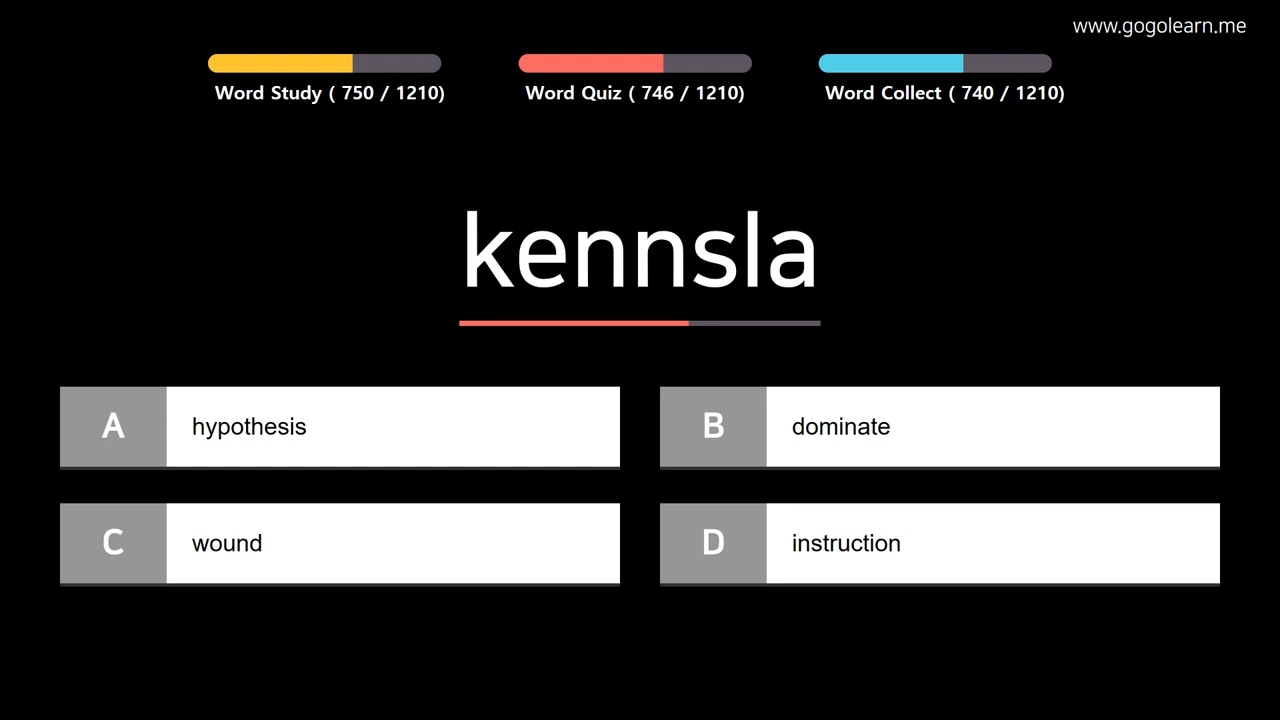 www.gogolearn.me
Word Study ( 750 / 1210)
Word Quiz ( 746 / 1210)
Word Collect ( 740 / 1210)
kennsla
A hypothesis
B dominate
C wound
D instruction